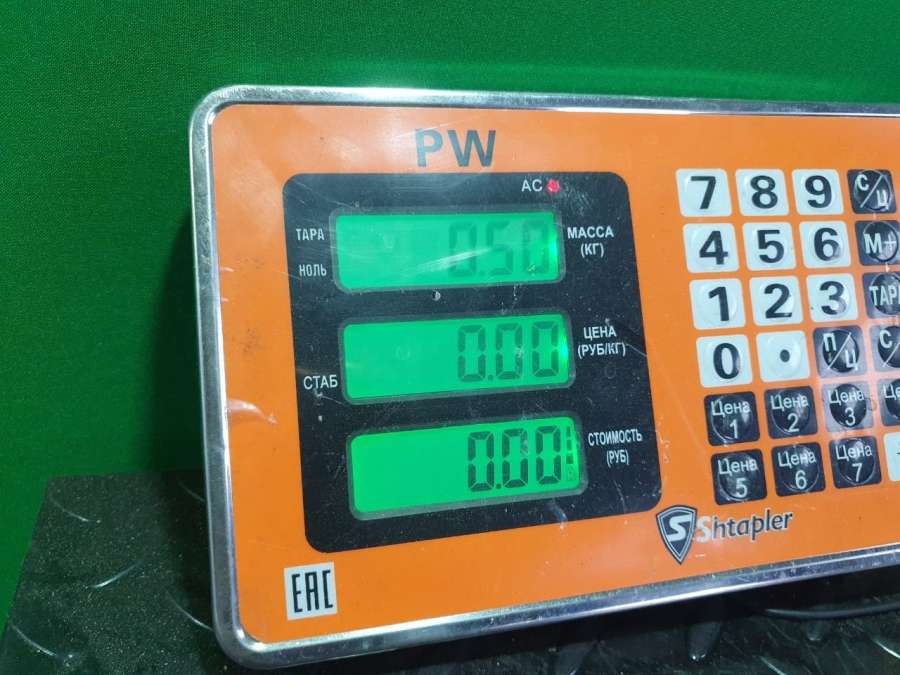 PW
AC
ТАРА
НОЛЬ
0.50
МАССА
(КГ)
0.00
ЦЕНА
(РУБ/КГ)
СТАБ
0.00
СТОИМОСТЬ
(РУБ)
7 8 9 С/Ц
4 5 6 М+
1 2 3 ТАРА
0 • П/Ц С/
Цена 1 Цена 2 Цена 3
Цена 5 Цена 6 Цена 7
S Shtapler
EAC